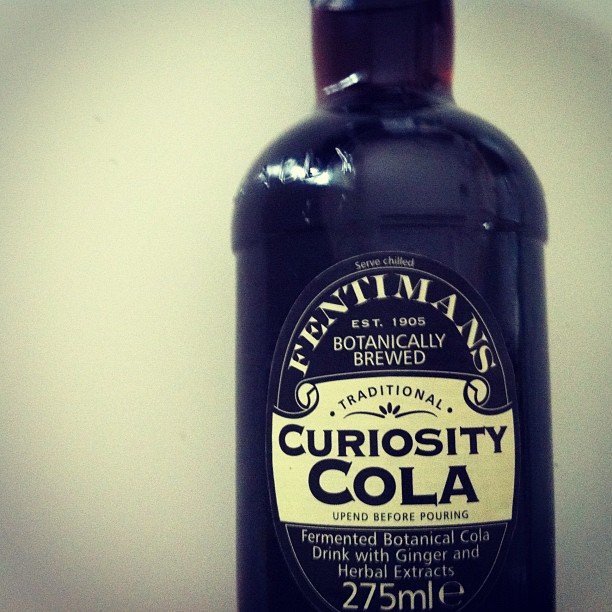 Serve chilled
FENTIMANS
EST. 1905
BOTANICALLY
BREWED
• TRADITIONAL •
CURIOSITY
COLA
UPEND BEFORE POURING
Fermented Botanical Cola
Drink with Ginger and
Herbal Extracts
275ml ℮